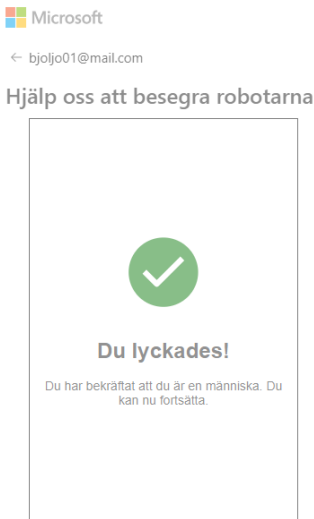 Microsoft
← bjoljo01@mail.com
Hjälp oss att besegra robotarna
Du lyckades!
Du har bekräftat att du är en människa. Du
kan nu fortsätta.